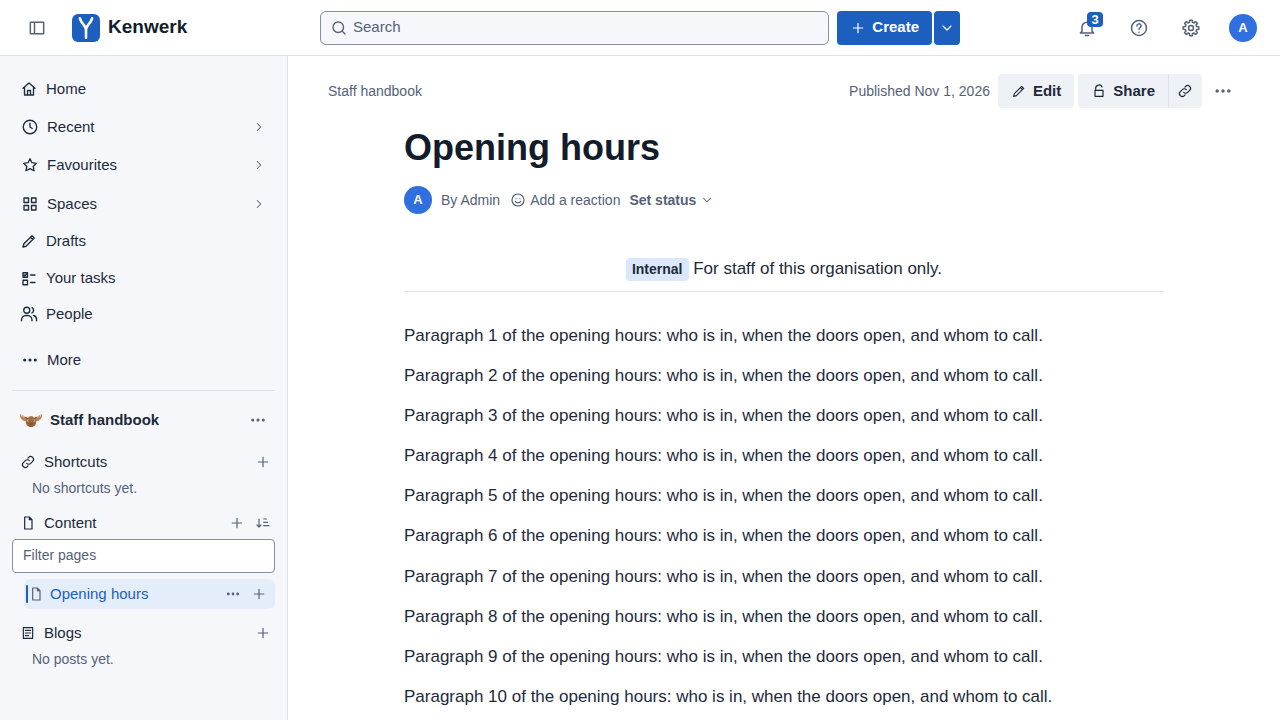 Kenwerk
Search
Create
3
A
Home
Recent
Favourites
Spaces
Drafts
Your tasks
People
More
Staff handbook
Shortcuts
No shortcuts yet.
Content
Filter pages
Opening hours
Blogs
No posts yet.
Staff handbook
Published Nov 1, 2026
Edit
Share
Opening hours
A By Admin Add a reaction Set status
Internal For staff of this organisation only.
Paragraph 1 of the opening hours: who is in, when the doors open, and whom to call.
Paragraph 2 of the opening hours: who is in, when the doors open, and whom to call.
Paragraph 3 of the opening hours: who is in, when the doors open, and whom to call.
Paragraph 4 of the opening hours: who is in, when the doors open, and whom to call.
Paragraph 5 of the opening hours: who is in, when the doors open, and whom to call.
Paragraph 6 of the opening hours: who is in, when the doors open, and whom to call.
Paragraph 7 of the opening hours: who is in, when the doors open, and whom to call.
Paragraph 8 of the opening hours: who is in, when the doors open, and whom to call.
Paragraph 9 of the opening hours: who is in, when the doors open, and whom to call.
Paragraph 10 of the opening hours: who is in, when the doors open, and whom to call.